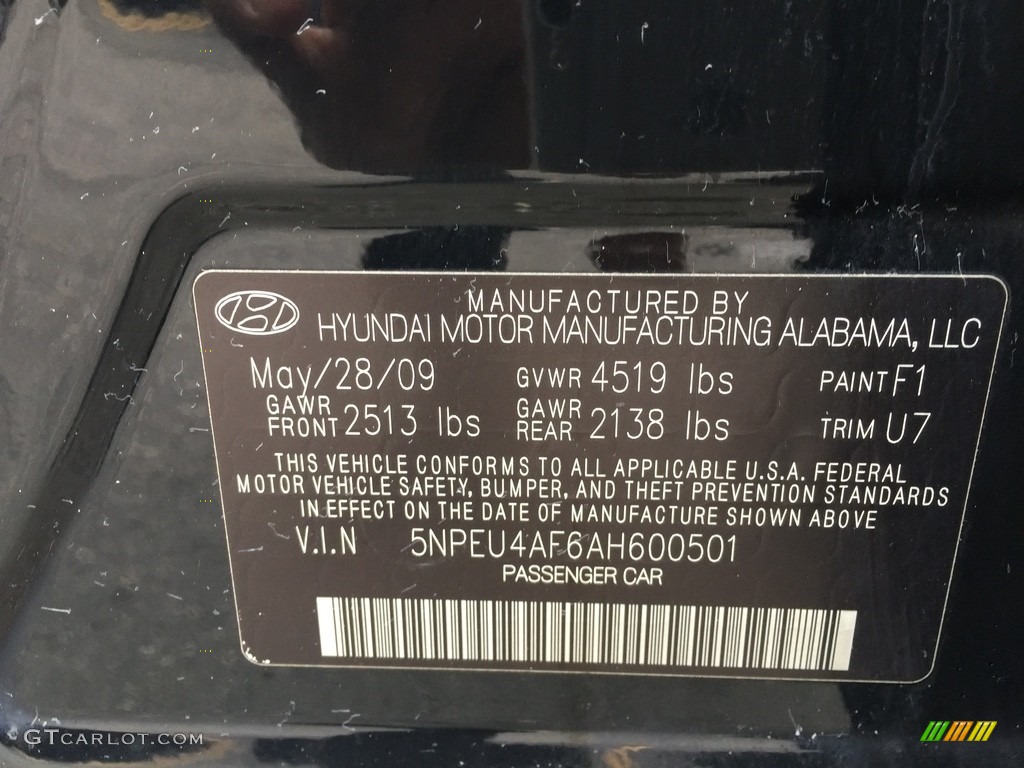 MANUFACTURED BY
HYUNDAI MOTOR MANUFACTURING ALABAMA, LLC
May/28/09 GVWR 4519 lbs PAINT F1
GAWR FRONT 2513 lbs GAWR REAR 2138 lbs TRIM U7
THIS VEHICLE CONFORMS TO ALL APPLICABLE U.S.A. FEDERAL
MOTOR VEHICLE SAFETY, BUMPER, AND THEFT PREVENTION STANDARDS
IN EFFECT ON THE DATE OF MANUFACTURE SHOWN ABOVE
V.I.N 5NPEU4AF6AH600501
PASSENGER CAR
GTCARLOT.COM